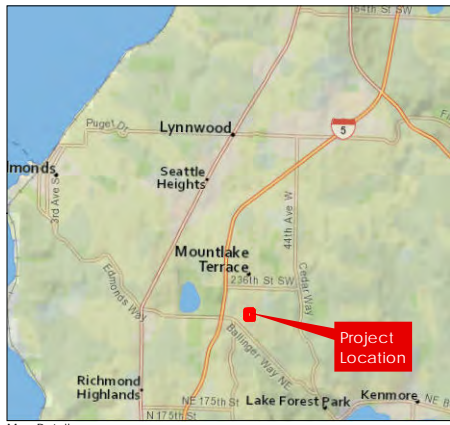 164th St SW
Puget Dr
Lynnwood
5
dmonds
3rd Ave S
Seattle
Heights
44th Ave W
Mountlake
Terrace
236th St SW
Cedar Way
Edmonds Way
Ballinger Way NE
Project
Location
Richmond
Highlands
NE 175th St
Lake Forest Park
Kenmore
NE B
N 175th St